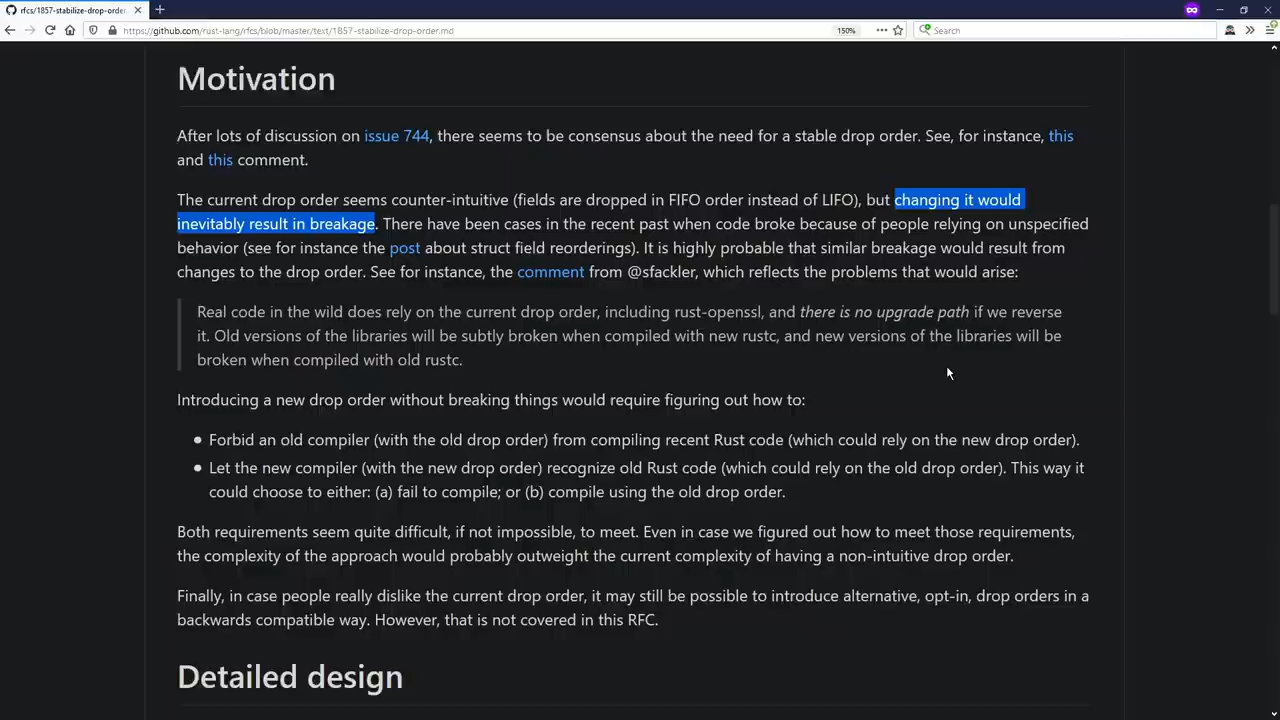 rfcs/1857-stabilize-drop-order
https://github.com/rust-lang/rfcs/blob/master/text/1857-stabilize-drop-order.md
150%
Search
Motivation
After lots of discussion on issue 744, there seems to be consensus about the need for a stable drop order. See, for instance, this
and this comment.
The current drop order seems counter-intuitive (fields are dropped in FIFO order instead of LIFO), but changing it would
inevitably result in breakage. There have been cases in the recent past when code broke because of people relying on unspecified
behavior (see for instance the post about struct field reorderings). It is highly probable that similar breakage would result from
changes to the drop order. See for instance, the comment from @sfackler, which reflects the problems that would arise:
Real code in the wild does rely on the current drop order, including rust-openssl, and there is no upgrade path if we reverse
it. Old versions of the libraries will be subtly broken when compiled with new rustc, and new versions of the libraries will be
broken when compiled with old rustc.
Introducing a new drop order without breaking things would require figuring out how to:
Forbid an old compiler (with the old drop order) from compiling recent Rust code (which could rely on the new drop order).
Let the new compiler (with the new drop order) recognize old Rust code (which could rely on the old drop order). This way it
could choose to either: (a) fail to compile; or (b) compile using the old drop order.
Both requirements seem quite difficult, if not impossible, to meet. Even in case we figured out how to meet those requirements,
the complexity of the approach would probably outweight the current complexity of having a non-intuitive drop order.
Finally, in case people really dislike the current drop order, it may still be possible to introduce alternative, opt-in, drop orders in a
backwards compatible way. However, that is not covered in this RFC.
Detailed design